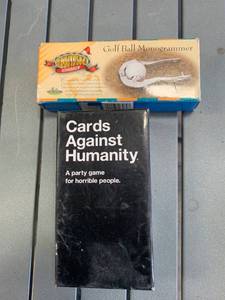 Golf Ball Monogrammer
Cards
Against
Humanity
A party game
for horrible people.